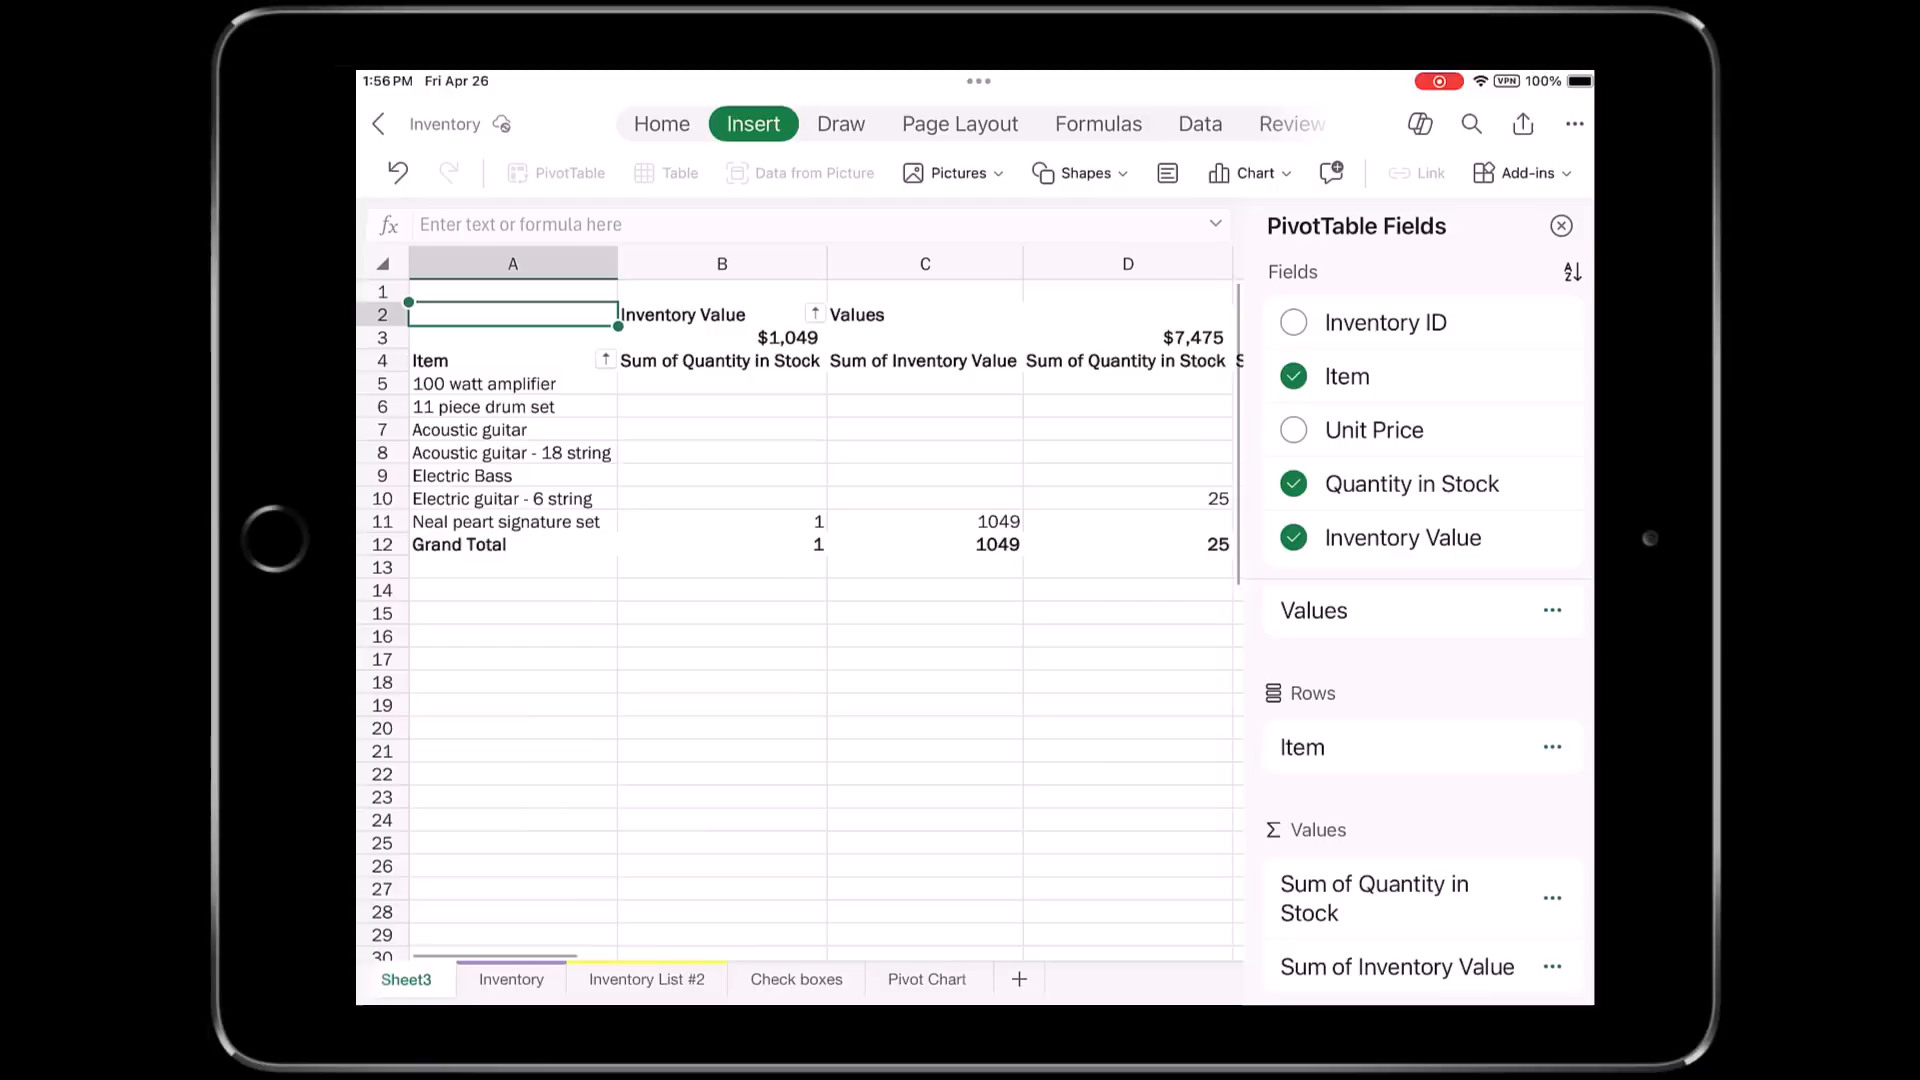 1:56 PM Fri Apr 26
VPN 100%
Inventory
Home Insert Draw Page Layout Formulas Data Review
PivotTable Table Data from Picture Pictures Shapes Chart Link Add-ins
fx Enter text or formula here
A B C D
1
2 Inventory Value Values
3 $1,049 $7,475
4 Item Sum of Quantity in Stock Sum of Inventory Value Sum of Quantity in Stock S
5 100 watt amplifier
6 11 piece drum set
7 Acoustic guitar
8 Acoustic guitar - 18 string
9 Electric Bass
10 Electric guitar - 6 string 25
11 Neal peart signature set 1 1049
12 Grand Total 1 1049 25
13
14
15
16
17
18
19
20
21
22
23
24
25
26
27
28
29
30
Sheet3 Inventory Inventory List #2 Check boxes Pivot Chart
PivotTable Fields
Fields
Inventory ID
Item
Unit Price
Quantity in Stock
Inventory Value
Values
Rows
Item
Σ Values
Sum of Quantity in
Stock
Sum of Inventory Value